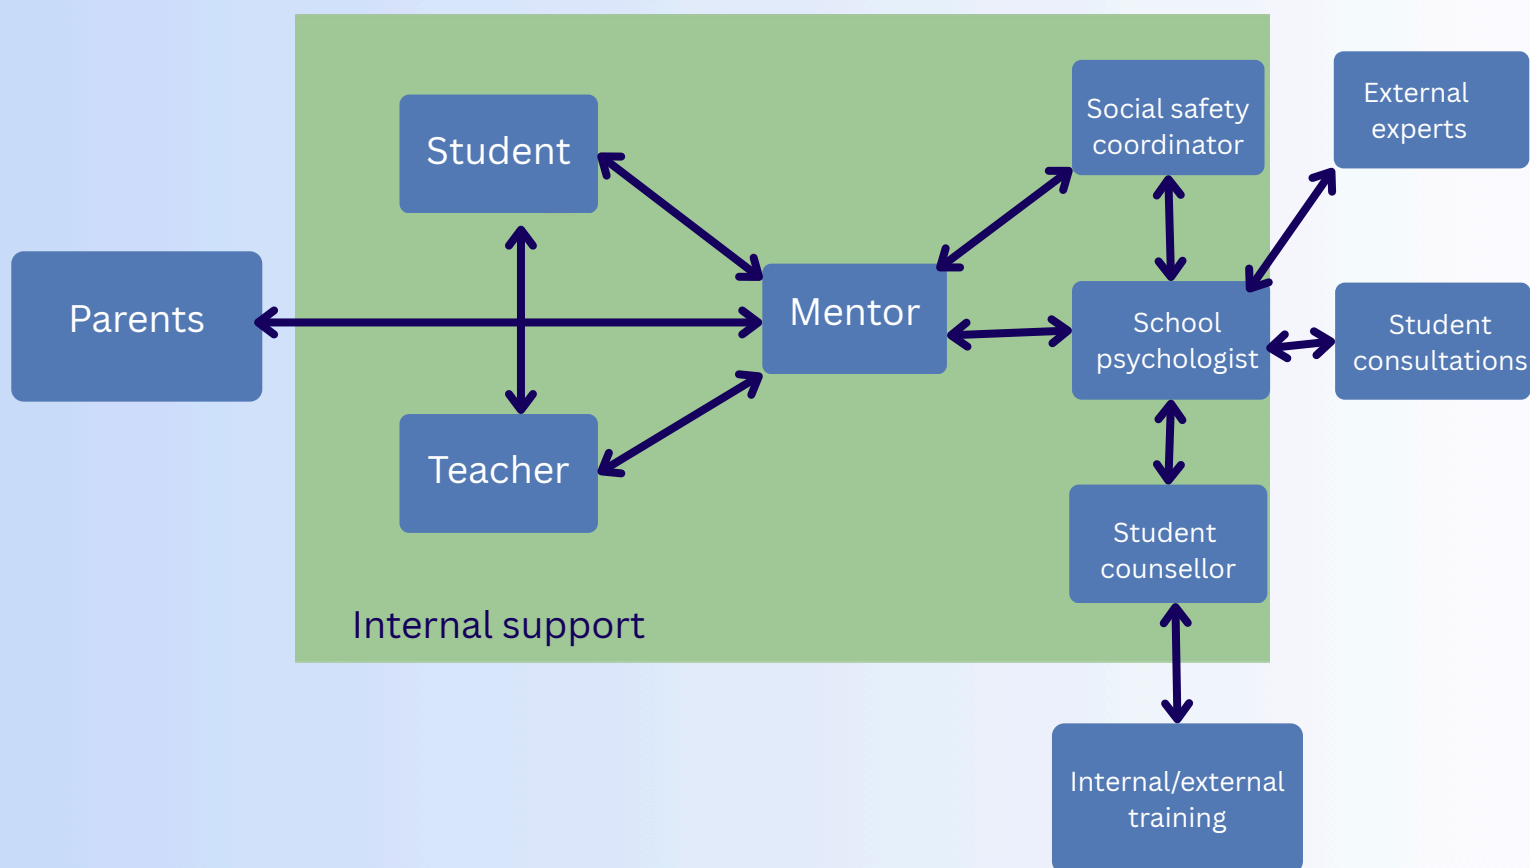 Social safety
coordinator
External
experts
Student
Parents
Mentor
School
psychologist
Student
consultations
Teacher
Student
counsellor
Internal support
Internal/external
training